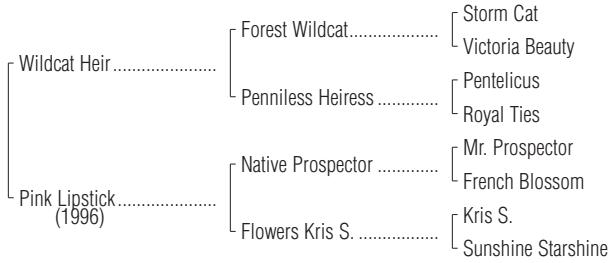 Storm Cat
Forest Wildcat...................
Victoria Beauty
Wildcat Heir ......................
Pentelicus
Penniless Heiress .............
Royal Ties
Mr. Prospector
Native Prospector .............
French Blossom
Pink Lipstick.....................
(1996)
Kris S.
Flowers Kris S. .................
Sunshine Starshine